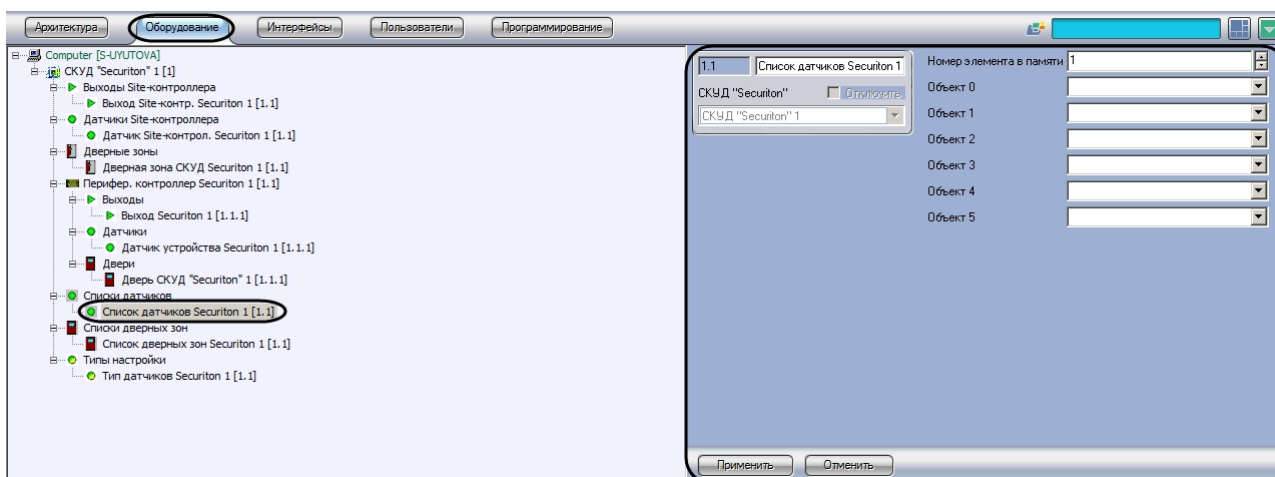 Архитектура Оборудование Интерфейсы Пользователи Программирование
Computer [S-UYUTOVA]
СКУД "Securiton" 1 [1]
Выходы Site-контроллера
Выход Site-контр. Securiton 1 [1.1]
Датчики Site-контроллера
Датчик Site-контрол. Securiton 1 [1.1]
Дверные зоны
Дверная зона СКУД Securiton 1 [1.1]
Перифер. контроллер Securiton 1 [1.1]
Выходы
Выход Securiton 1 [1.1.1]
Датчики
Датчик устройства Securiton 1 [1.1.1]
Двери
Дверь СКУД "Securiton" 1 [1.1.1]
Списки датчиков
Список датчиков Securiton 1 [1.1]
Списки дверных зон
Список дверных зон Securiton 1 [1.1]
Типы настройки
Тип датчиков Securiton 1 [1.1]
1.1 Список датчиков Securiton 1
СКУД "Securiton" Отключить
СКУД "Securiton" 1
Номер элемента в памяти 1
Объект 0
Объект 1
Объект 2
Объект 3
Объект 4
Объект 5
Применить Отменить